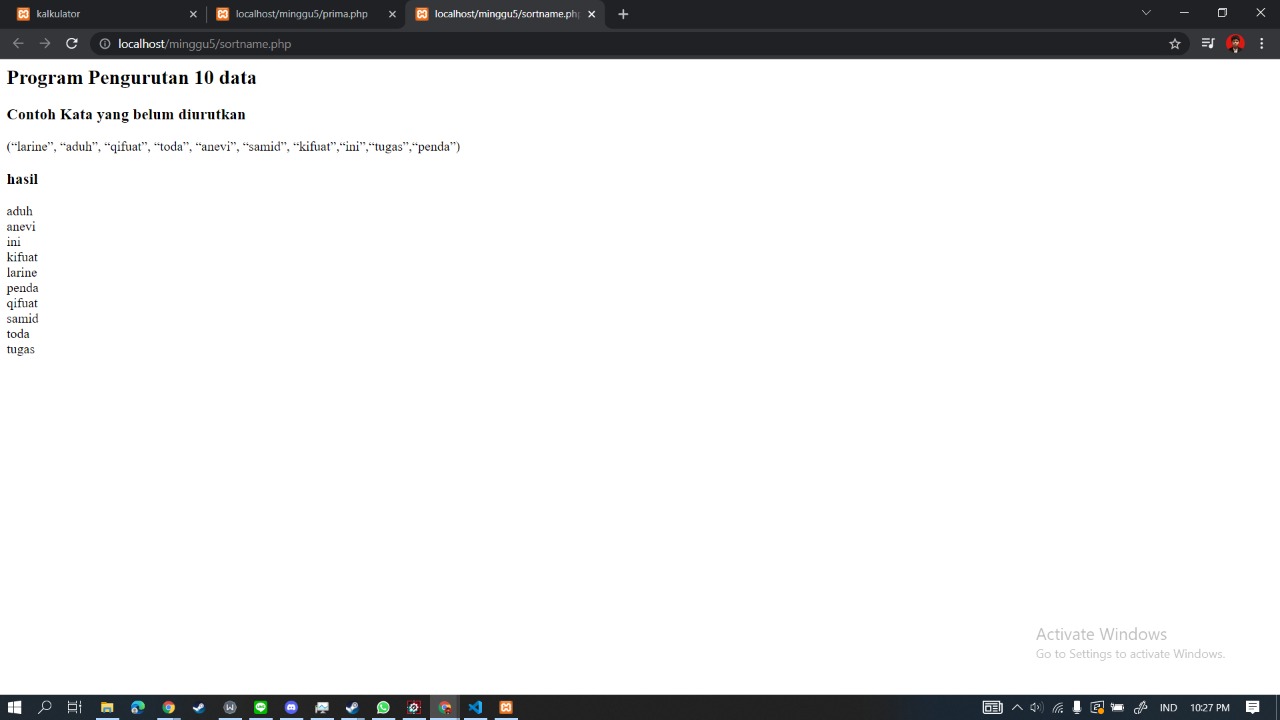 kalkulator
localhost/minggu5/prima.php
localhost/minggu5/sortname.ph
localhost/minggu5/sortname.php
Program Pengurutan 10 data
Contoh Kata yang belum diurutkan
(“larine”, “aduh”, “qifuat”, “toda”, “anevi”, “samid”, “kifuat”,“ini”,“tugas”,“penda”)
hasil
aduh
anevi
ini
kifuat
larine
penda
qifuat
samid
toda
tugas
Activate Windows
Go to Settings to activate Windows.
IND
10:27 PM